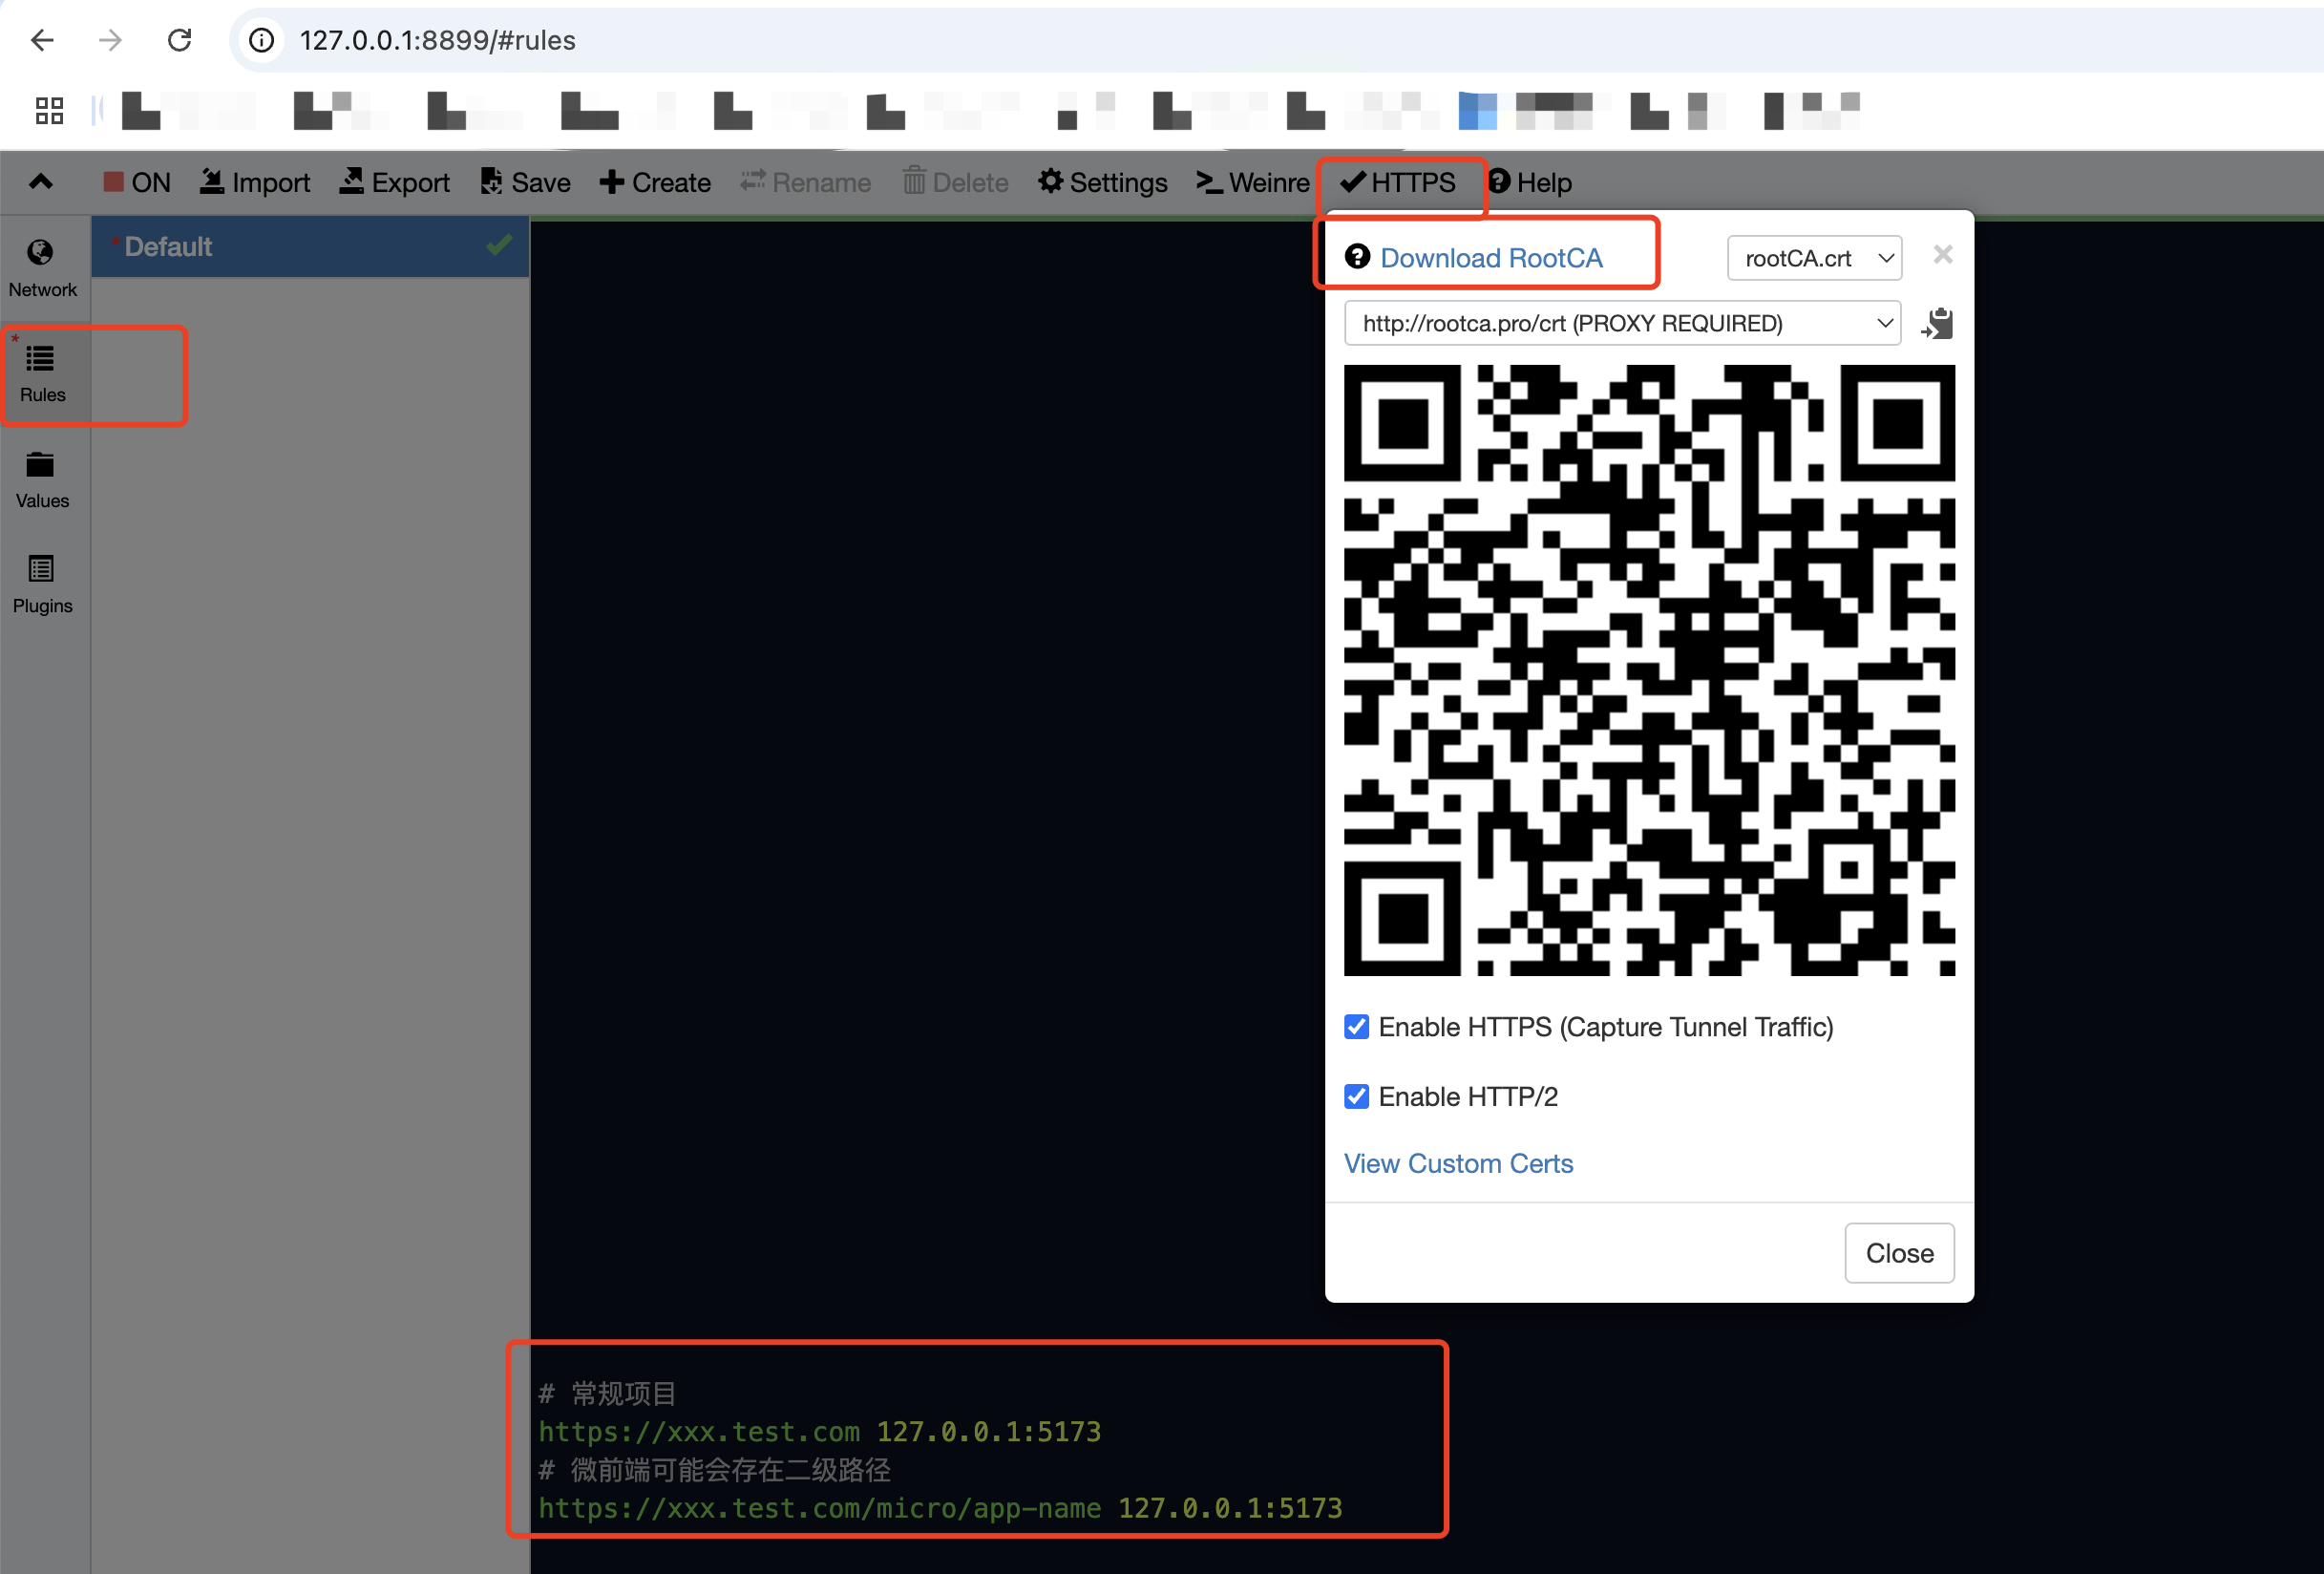 127.0.0.1:8899/#rules
ON Import Export Save Create Rename Delete Settings Weinre HTTPS Help
Network
Rules
Values
Plugins
Default
Download RootCA
rootCA.crt
http://rootca.pro/crt (PROXY REQUIRED)
Enable HTTPS (Capture Tunnel Traffic)
Enable HTTP/2
View Custom Certs
Close
# 常规项目
https://xxx.test.com 127.0.0.1:5173
# 微前端可能会存在二级路径
https://xxx.test.com/micro/app-name 127.0.0.1:5173